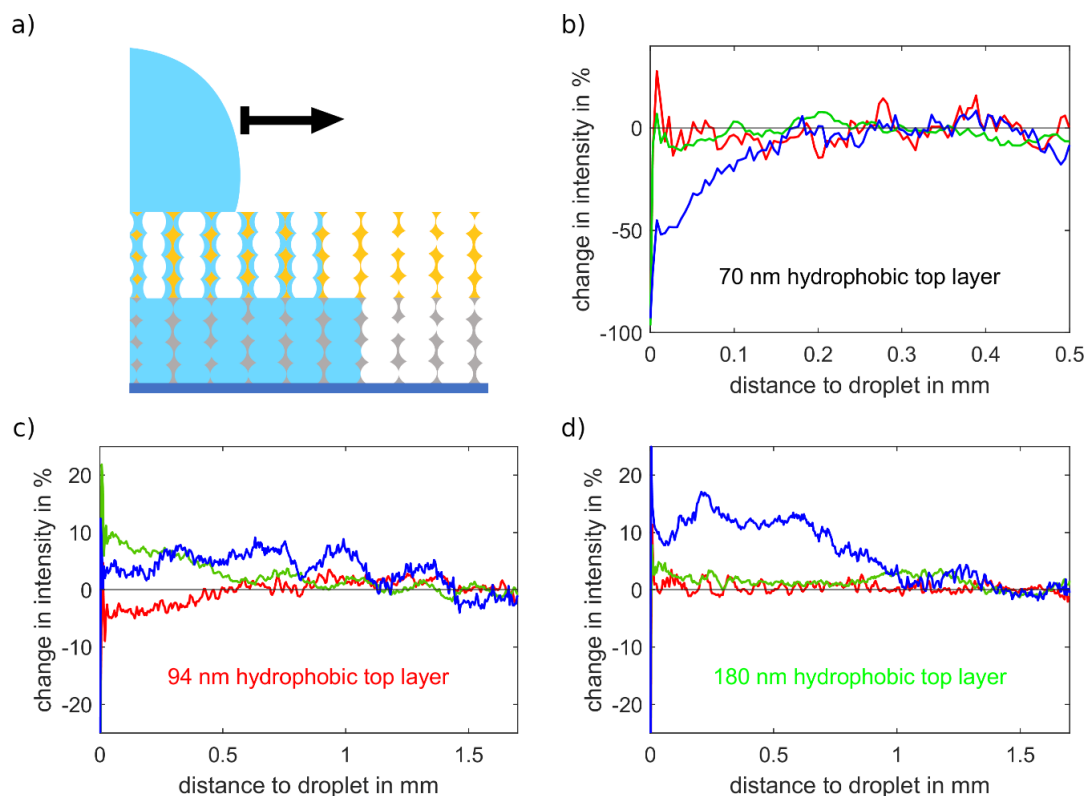 a)
b)
change in intensity in %
0
-50
-100
70 nm hydrophobic top layer
0 0.1 0.2 0.3 0.4 0.5
distance to droplet in mm
c)
change in intensity in %
20
10
0
-10
-20
94 nm hydrophobic top layer
0 0.5 1 1.5
distance to droplet in mm
d)
change in intensity in %
20
10
0
-10
-20
180 nm hydrophobic top layer
0 0.5 1 1.5
distance to droplet in mm